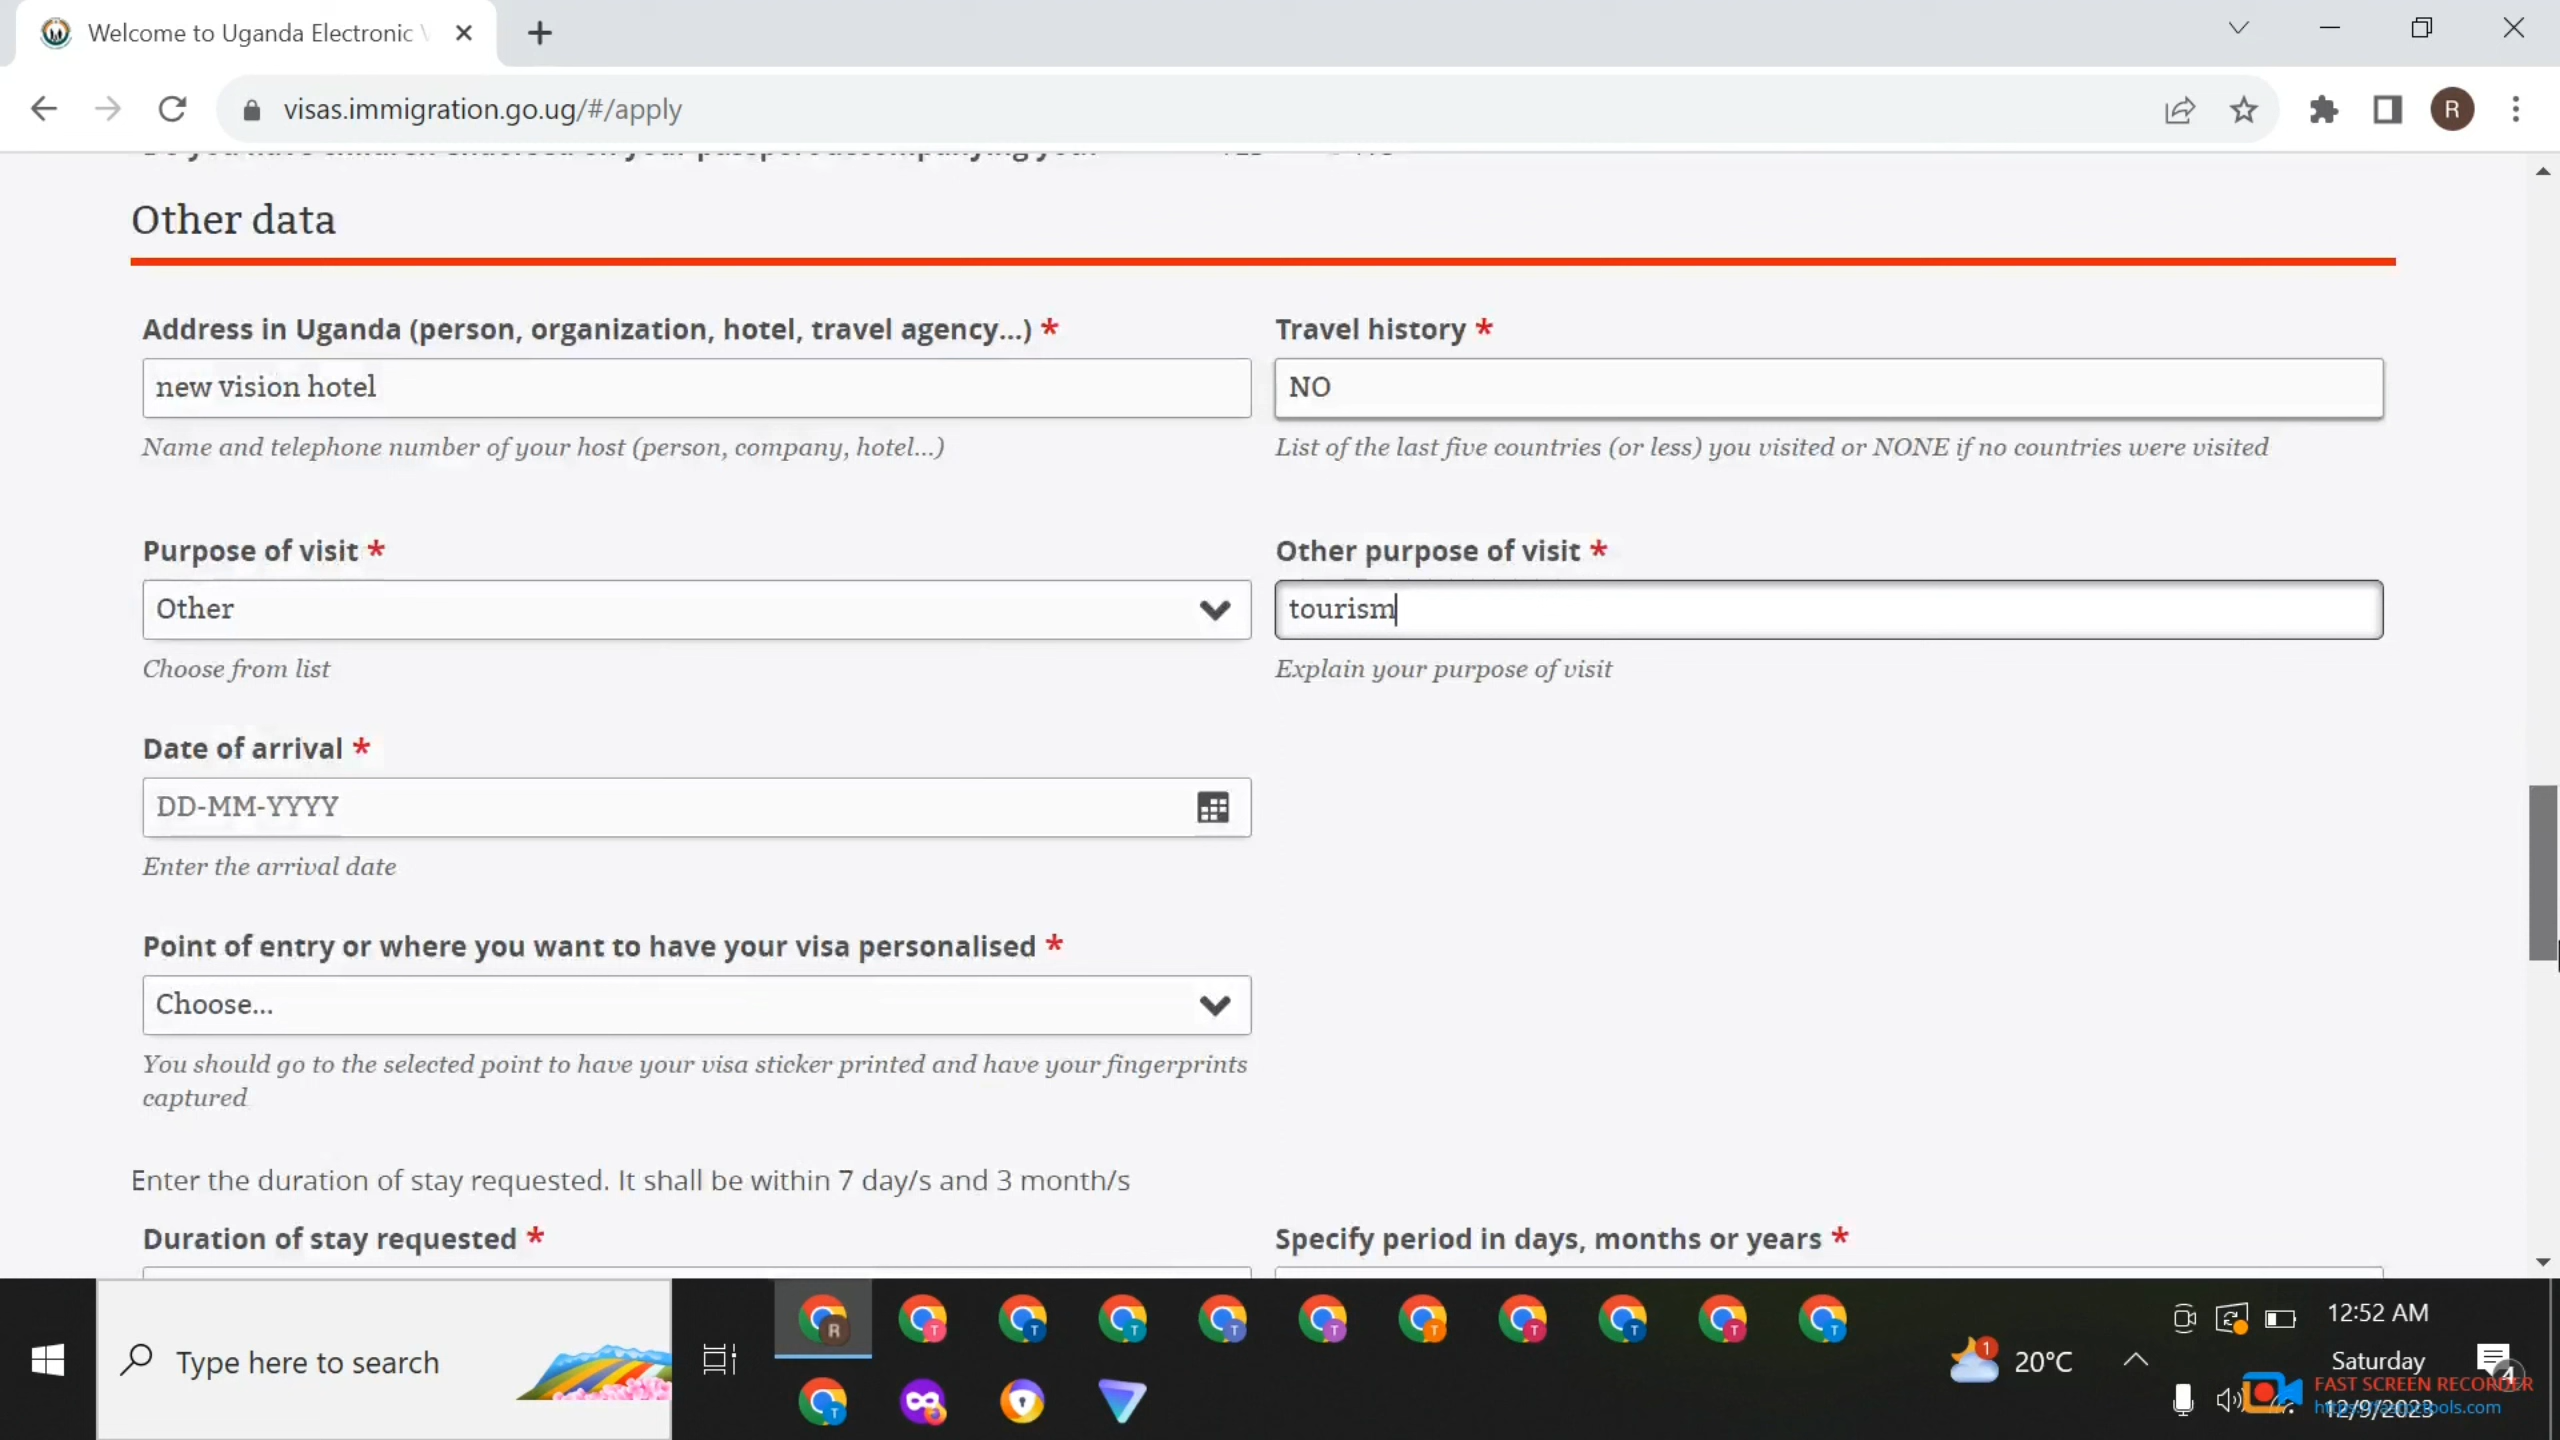 Welcome to Uganda Electronic
visas.immigration.go.ug/#/apply
R
Other data
Address in Uganda (person, organization, hotel, travel agency...) *
Travel history *
new vision hotel
NO
Name and telephone number of your host (person, company, hotel...)
List of the last five countries (or less) you visited or NONE if no countries were visited
Purpose of visit *
Other purpose of visit *
Other
tourism
Choose from list
Explain your purpose of visit
Date of arrival *
DD-MM-YYYY
Enter the arrival date
Point of entry or where you want to have your visa personalised *
Choose...
You should go to the selected point to have your visa sticker printed and have your fingerprints
captured
Enter the duration of stay requested. It shall be within 7 day/s and 3 month/s
Duration of stay requested *
Specify period in days, months or years *
Type here to search
R
T
T
T
T
T
T
T
T
T
T
T
1
20°C
12:52 AM
Saturday
4
FAST SCREEN RECORDER
12/9/2023